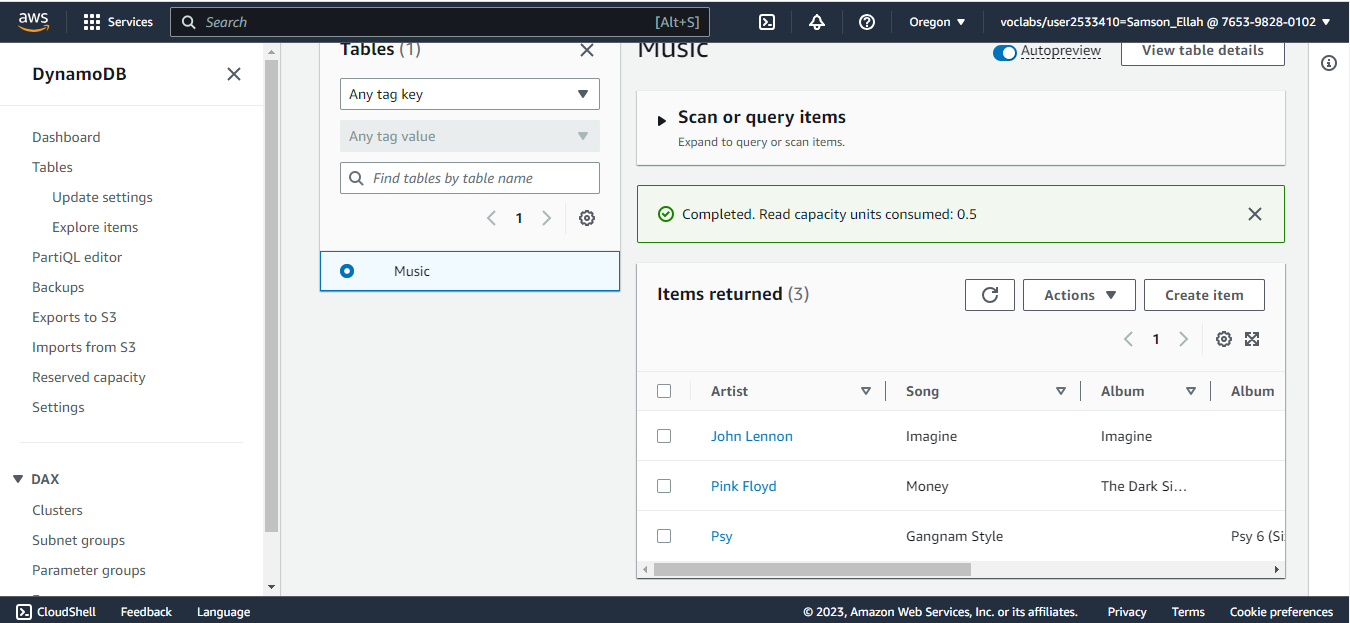 aws Services Search [Alt+S] Oregon voclabs/user2533410=Samson_Ellah @ 7653-9828-0102
DynamoDB
Dashboard
Tables
Update settings
Explore items
PartiQL editor
Backups
Exports to S3
Imports from S3
Reserved capacity
Settings
DAX
Clusters
Subnet groups
Parameter groups
Tables (1)
Any tag key
Any tag value
Find tables by table name
1
Music
Music
Autopreview
View table details
Scan or query items
Expand to query or scan items.
Completed. Read capacity units consumed: 0.5
Items returned (3)
Actions
Create item
1
Artist Song Album Album
John Lennon Imagine Imagine
Pink Floyd Money The Dark Si…
Psy Gangnam Style Psy 6 (Si
CloudShell Feedback Language © 2023, Amazon Web Services, Inc. or its affiliates. Privacy Terms Cookie preferences